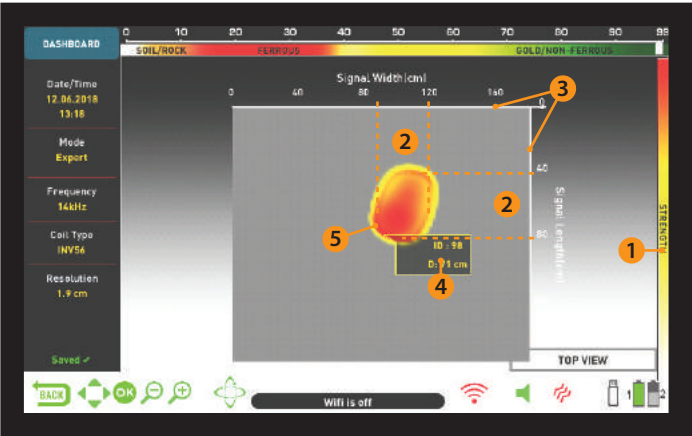 DASHBOARD
0 10 20 30 40 50 60 70 80 90 99
SOIL/ROCK FERROUS GOLD/NON-FERROUS
Date/Time
12.06.2018
13:18
Mode
Expert
Frequency
14kHz
Coil Type
INV56
Resolution
1.9 cm
Saved ✓
Signal Width(cm)
0 40 80 120 160
0
3
2
40
2
Signal Length(cm)
5
80
ID : 98
D: 71 cm
4
STRENGTH
1
TOP VIEW
BACK
OK
Wifi is off
1
2